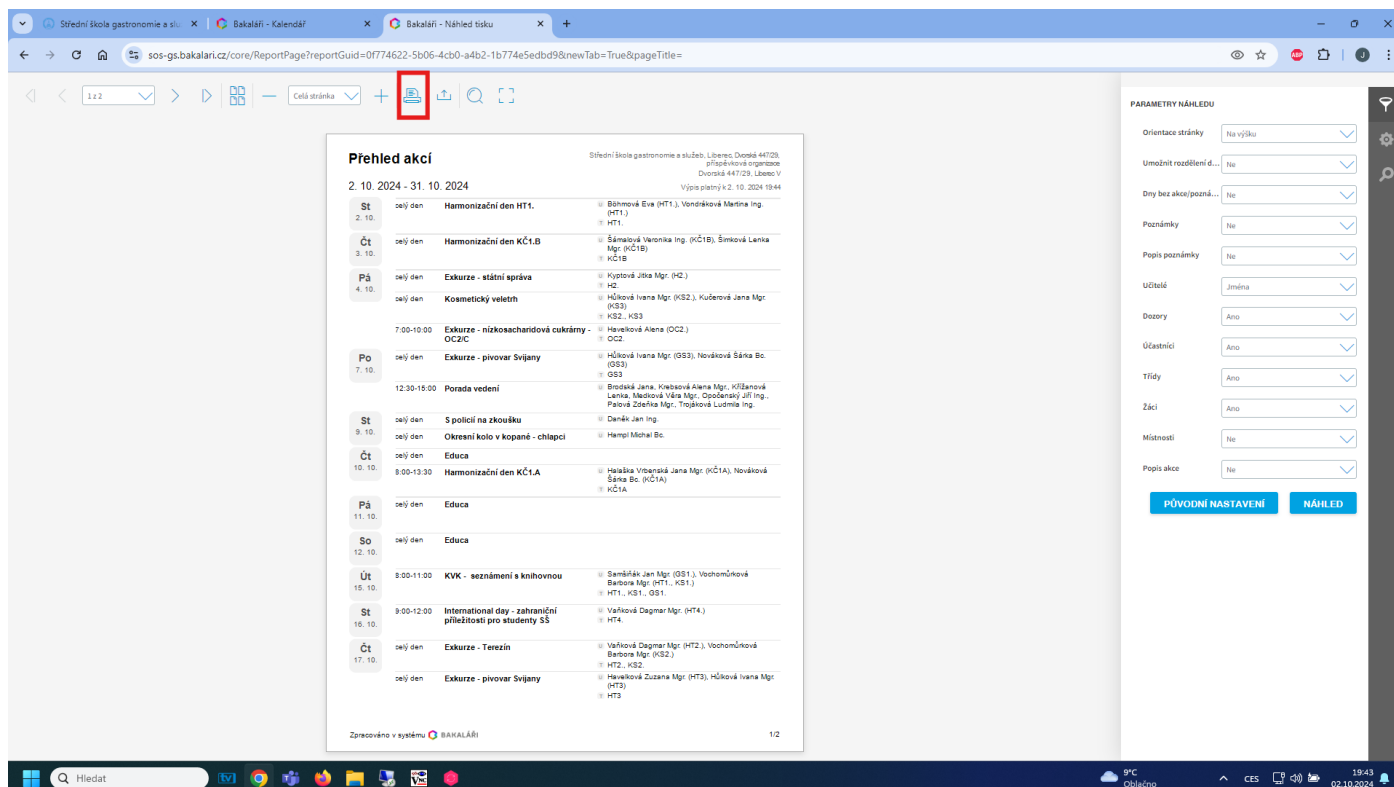 Střední škola gastronomie a slu
Bakaláři - Kalendář
Bakaláři - Náhled tisku
sos-gs.bakalari.cz/core/ReportPage?reportGuid=0f774622-5b06-4cb0-a4b2-1b774e5edbd9&newTab=True&pageTitle=
ABP
J
1 z 2
Celá stránka
Přehled akcí
Střední škola gastronomie a služeb, Liberec, Dvorská 447/29,
příspěvková organizace
Dvorská 447/29, Liberec V
2. 10. 2024 - 31. 10. 2024
Výpis platný k 2. 10. 2024 19:44
St celý den Harmonizační den HT1. U Böhmová Eva (HT1.), Vondráková Martina Ing.
2. 10. (HT1.)
T HT1.
Čt celý den Harmonizační den KČ1.B U Šámalová Veronika Ing. (KČ1B), Šimková Lenka
3. 10. Mgr. (KČ1B)
T KČ1B
Pá celý den Exkurze - státní správa U Kyptová Jitka Mgr. (H2.)
4. 10. T H2.
celý den Kosmetický veletrh U Hůlková Ivana Mgr. (KS2.), Kučerová Jana Mgr.
(KS3)
T KS2., KS3
7:00-10:00 Exkurze - nízkosacharidová cukrárny - U Havelková Alena (OC2.)
OC2/C T OC2.
Po celý den Exkurze - pivovar Svijany U Hůlková Ivana Mgr. (GS3), Nováková Šárka Bc.
7. 10. (GS3)
T GS3
12:30-15:00 Porada vedení U Brodská Jana, Krebsová Alena Mgr., Křížanová
Lenka, Medková Věra Mgr., Opočenský Jiří Ing.,
Palová Zdeňka Mgr., Trojáková Ludmila Ing.
St celý den S policií na zkoušku U Daněk Jan Ing.
9. 10. celý den Okresní kolo v kopané - chlapci U Hampl Michal Bc.
Čt celý den Educa
10. 10. 8:00-13:30 Harmonizační den KČ1.A U Halaška Vrbenská Jana Mgr. (KČ1A), Nováková
Šárka Bc. (KČ1A)
T KČ1A
Pá celý den Educa
11. 10.
So celý den Educa
12. 10.
Út 8:00-11:00 KVK - seznámení s knihovnou U Samšiňák Jan Mgr. (GS1.), Vochomůrková
15. 10. Barbora Mgr. (HT1., KS1.)
T HT1., KS1., GS1.
St 9:00-12:00 International day - zahraniční U Vaňková Dagmar Mgr. (HT4.)
16. 10. příležitosti pro studenty SŠ T HT4.
Čt celý den Exkurze - Terezín U Vaňková Dagmar Mgr. (HT2.), Vochomůrková
17. 10. Barbora Mgr. (KS2.)
T HT2., KS2.
celý den Exkurze - pivovar Svijany U Havelková Zuzana Mgr. (HT3), Hůlková Ivana Mgr.
(HT3)
T HT3
Zpracováno v systému BAKALÁŘI 1/2
PARAMETRY NÁHLEDU
Orientace stránky Na výšku
Umožnit rozdělení d... Ne
Dny bez akce/pozná... Ne
Poznámky Ne
Popis poznámky Ne
Učitelé Jména
Dozory Ano
Účastníci Ano
Třídy Ano
Žáci Ano
Místnosti Ne
Popis akce Ne
PŮVODNÍ NASTAVENÍ NÁHLED
Hledat
tv
VNC
9°C
Oblačno
CES
19:43
02.10.2024